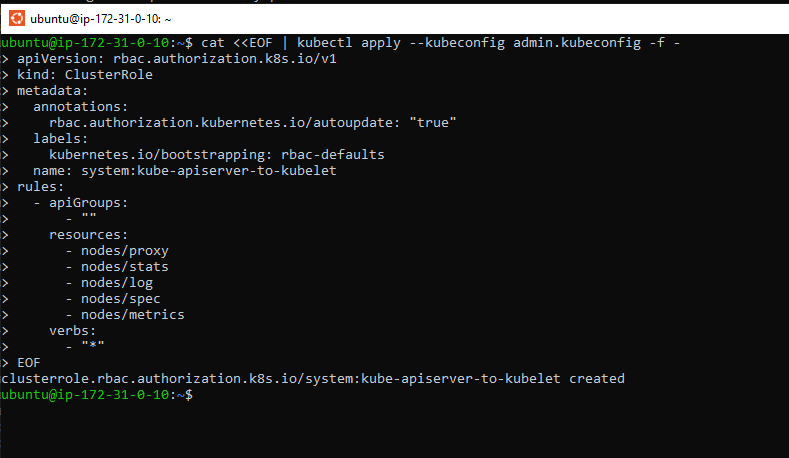 ubuntu@ip-172-31-0-10: ~
ubuntu@ip-172-31-0-10:~$ cat <<EOF | kubectl apply --kubeconfig admin.kubeconfig -f -
> apiVersion: rbac.authorization.k8s.io/v1
> kind: ClusterRole
> metadata:
>   annotations:
>     rbac.authorization.kubernetes.io/autoupdate: "true"
>   labels:
>     kubernetes.io/bootstrapping: rbac-defaults
>   name: system:kube-apiserver-to-kubelet
> rules:
>   - apiGroups:
>       - ""
>     resources:
>       - nodes/proxy
>       - nodes/stats
>       - nodes/log
>       - nodes/spec
>       - nodes/metrics
>     verbs:
>       - "*"
> EOF
clusterrole.rbac.authorization.k8s.io/system:kube-apiserver-to-kubelet created
ubuntu@ip-172-31-0-10:~$